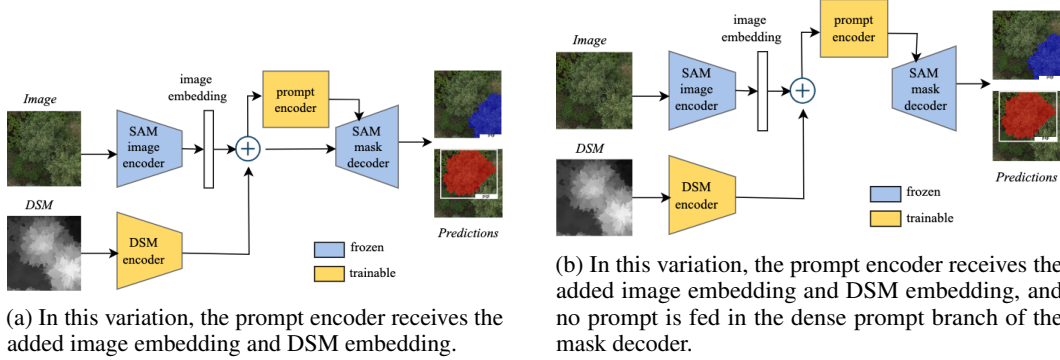 Image
image
embedding
prompt
encoder
SAM
image
encoder
SAM
mask
decoder
DSM
DSM
encoder
Predictions
frozen
trainable
(a) In this variation, the prompt encoder receives the
added image embedding and DSM embedding.
Image
image
embedding
prompt
encoder
SAM
image
encoder
SAM
mask
decoder
DSM
DSM
encoder
Predictions
frozen
trainable
(b) In this variation, the prompt encoder receives the
added image embedding and DSM embedding, and
no prompt is fed in the dense prompt branch of the
mask decoder.